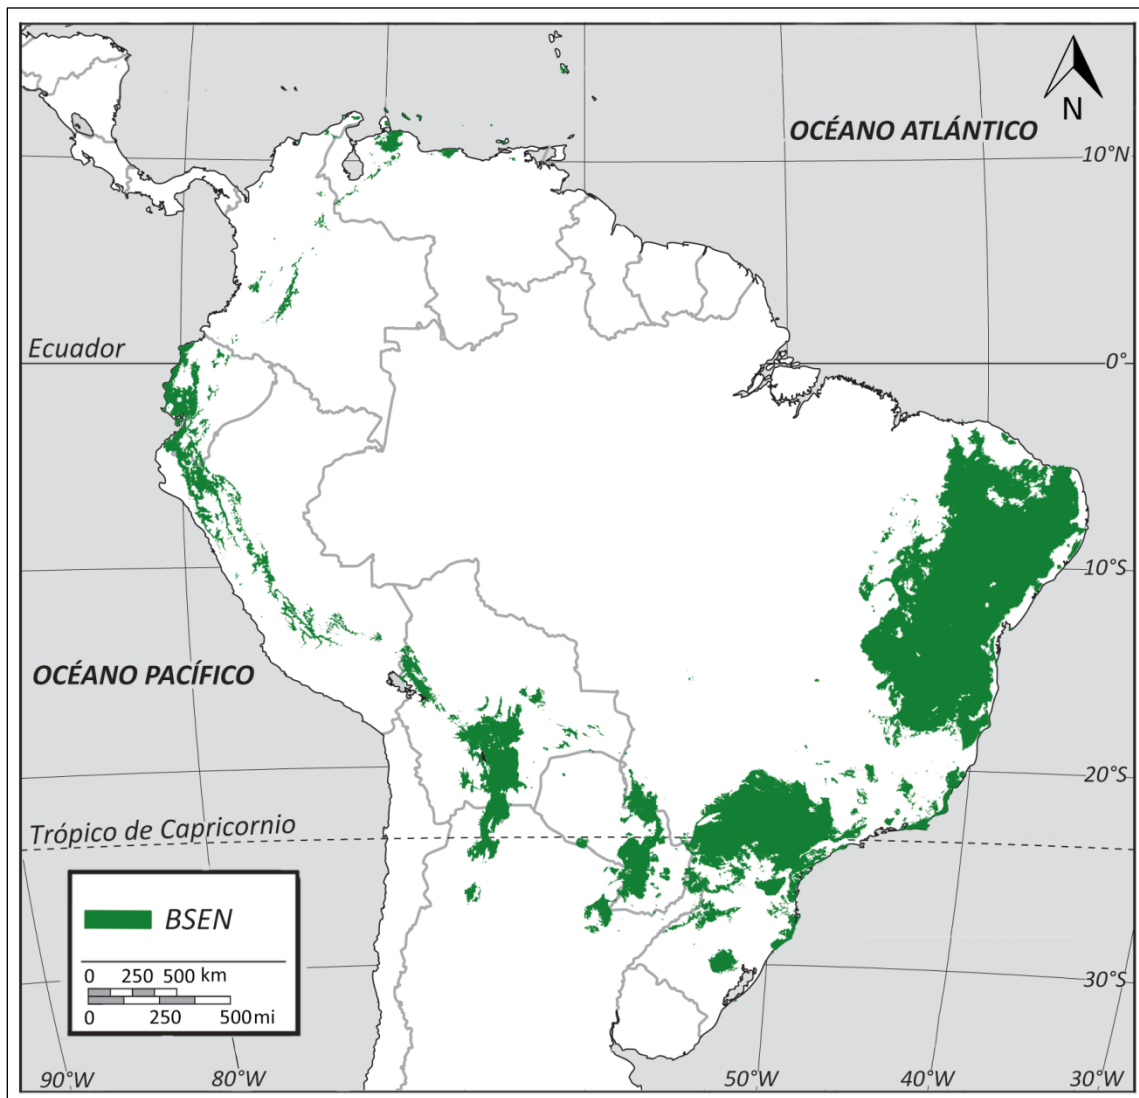 N
OCÉANO ATLÁNTICO
10°N
Ecuador
0°
10°S
OCÉANO PACÍFICO
20°S
Trópico de Capricornio
BSEN
0 250 500 km
0 250 500 mi
30°S
90°W 80°W 50°W 40°W 30°W